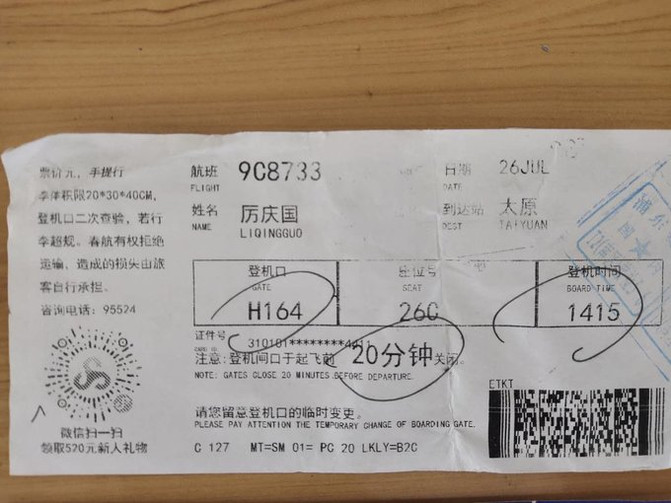 票价元，手提行
李体积限20*30*40CM，
登机口二次查验，若行
李超规。春航有权拒绝
运输，造成的损失由旅
客自行承担。
咨询电话：95524
微信扫一扫
领取520元新人礼物
航班 9C8733 日期 26JUL
FLIGHT DATE
姓名 厉庆国 到达站 太原
NAME LIQINGGUO DEST TAIYUAN
登机口 座位号 登机时间
GATE SEAT BOARD TIME
H164 26C 1415
证件号 310101********4011
注意：登机闸口于起飞前 20分钟关闭。
NOTE: GATES CLOSE 20 MINUTES BEFORE DEPARTURE.
ETKT
请您留意登机口的临时变更。
PLEASE PAY ATTENTION THE TEMPORARY CHANGE OF BOARDING GATE.
C 127 MT=SM 01= PC 20 LKLY=B2C